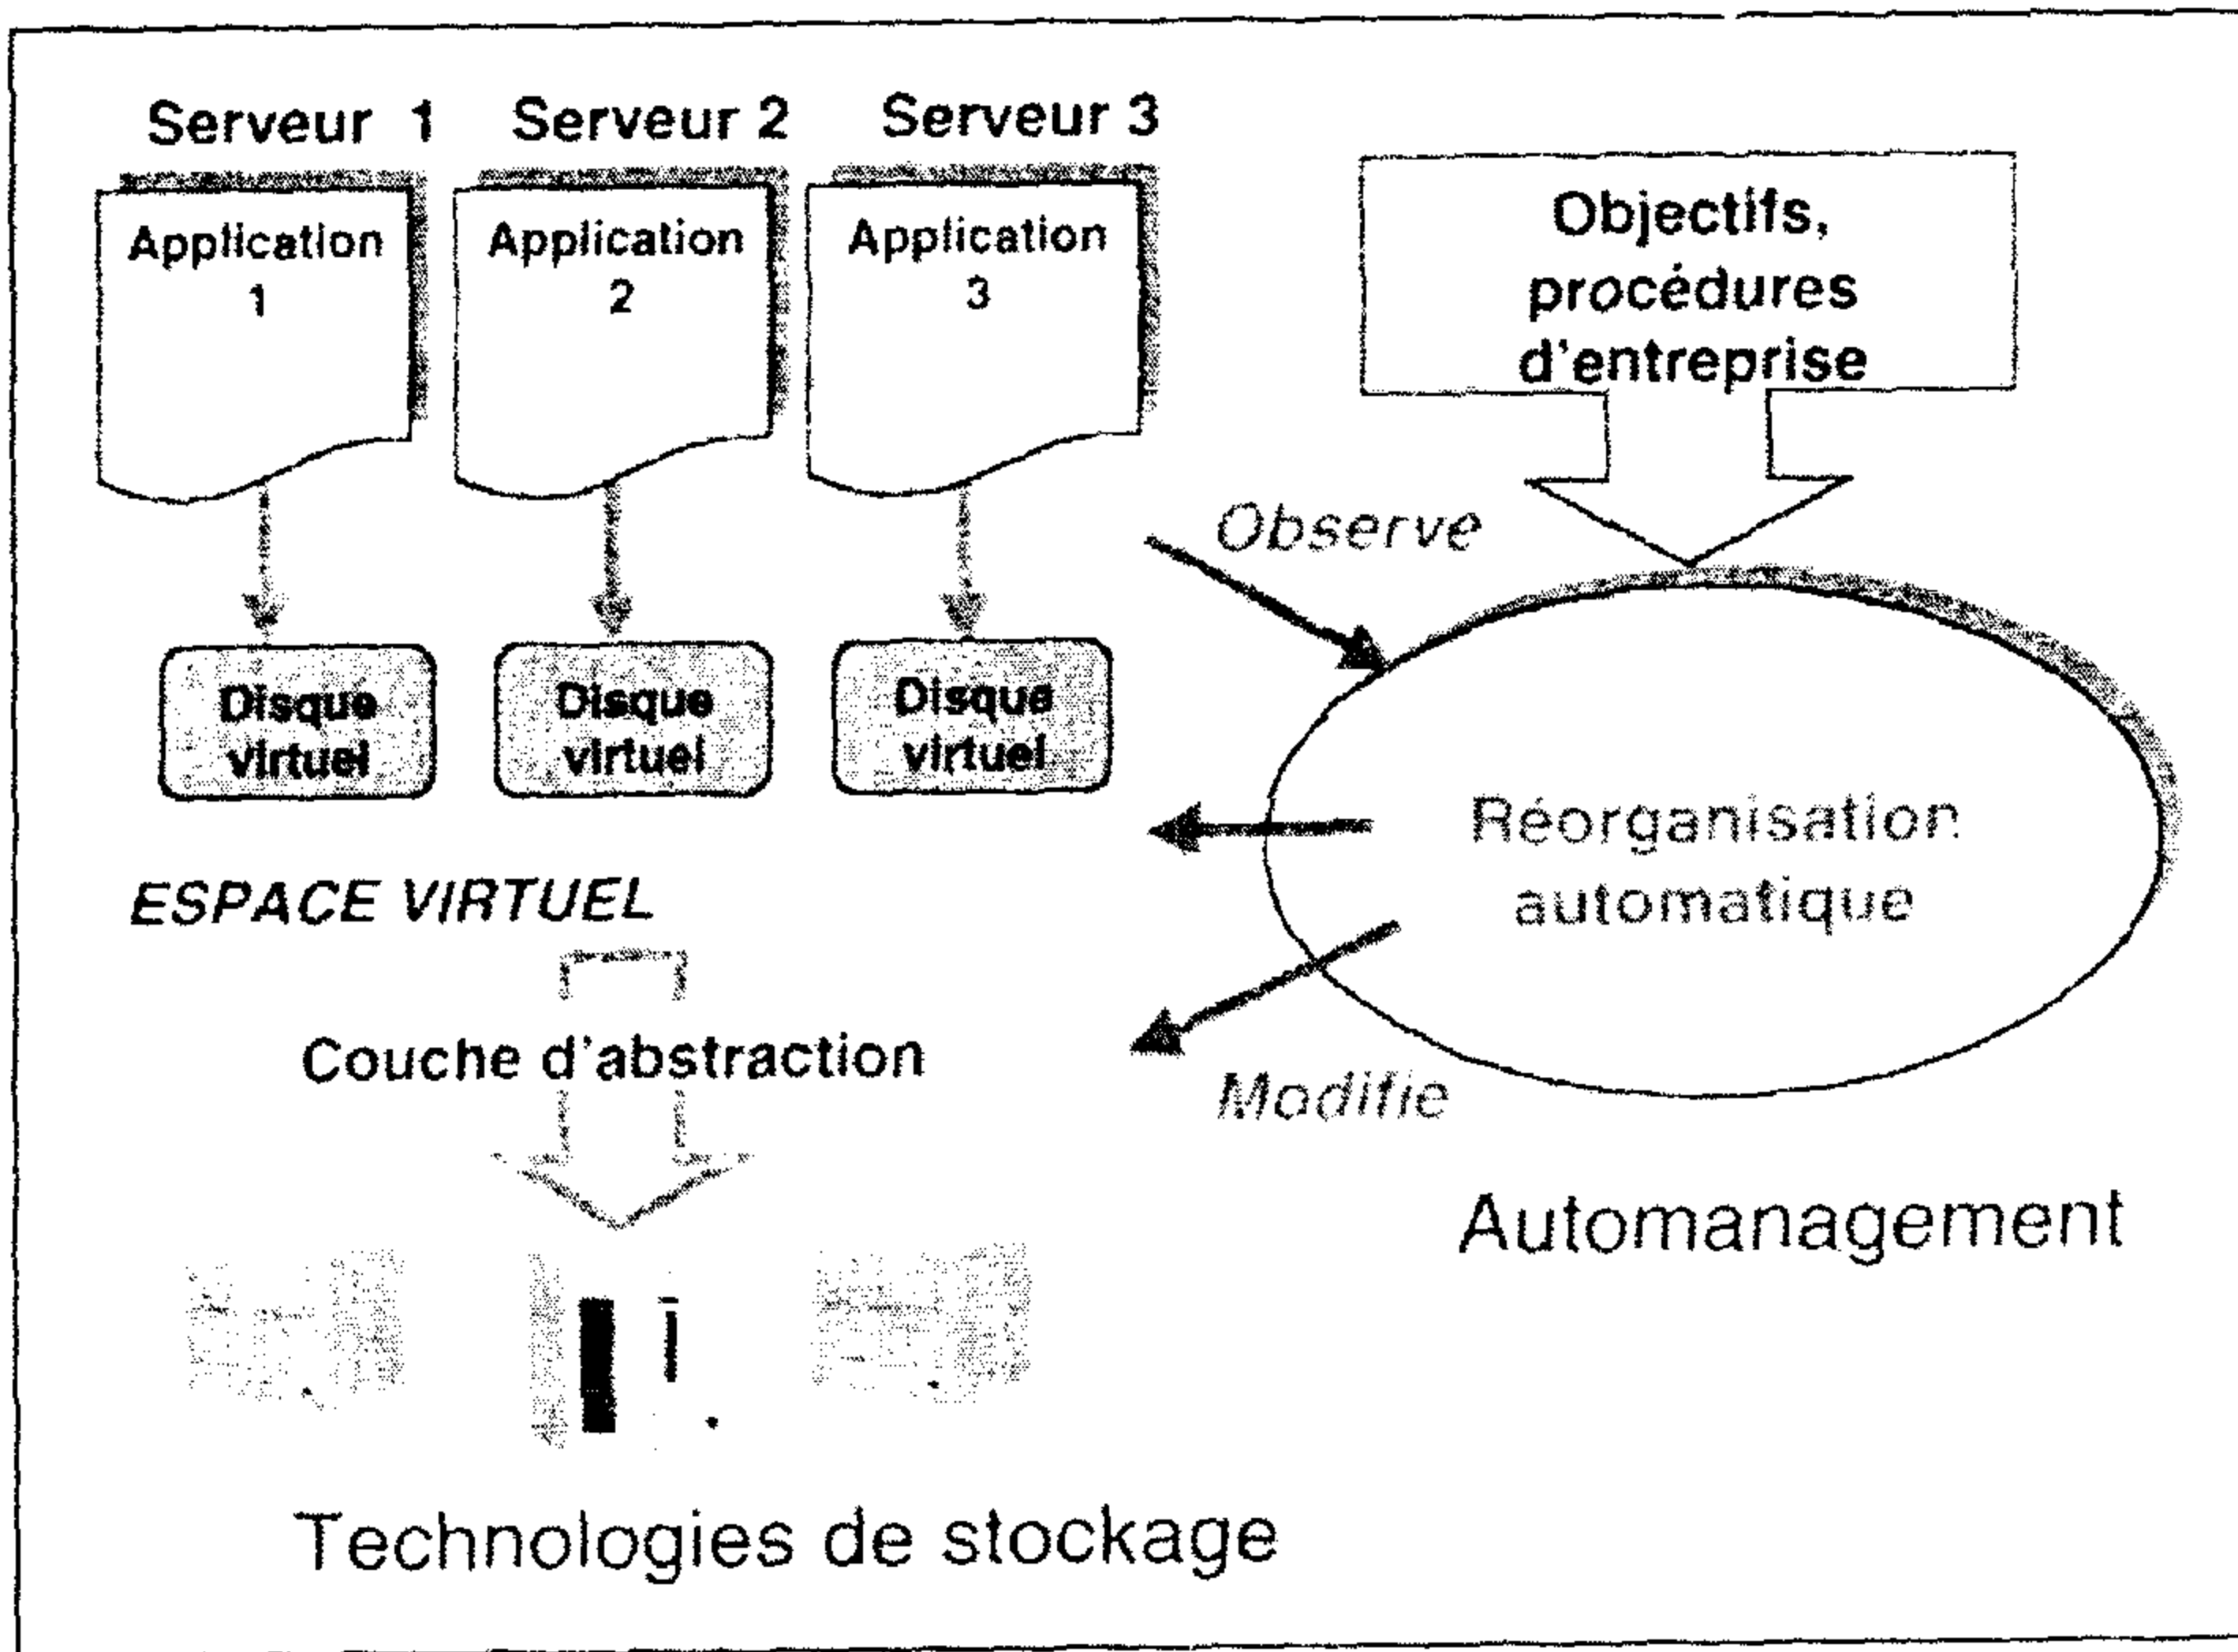 Serveur 1
Serveur 2
Serveur 3
Application
1
Application
2
Application
3
Objectifs,
procédures
d'entreprise
Observe
Disque
virtuel
Disque
virtuel
Disque
virtuel
Réorganisation
automatique
ESPACE VIRTUEL
Couche d'abstraction
Modifie
Automanagement
Technologies de stockage